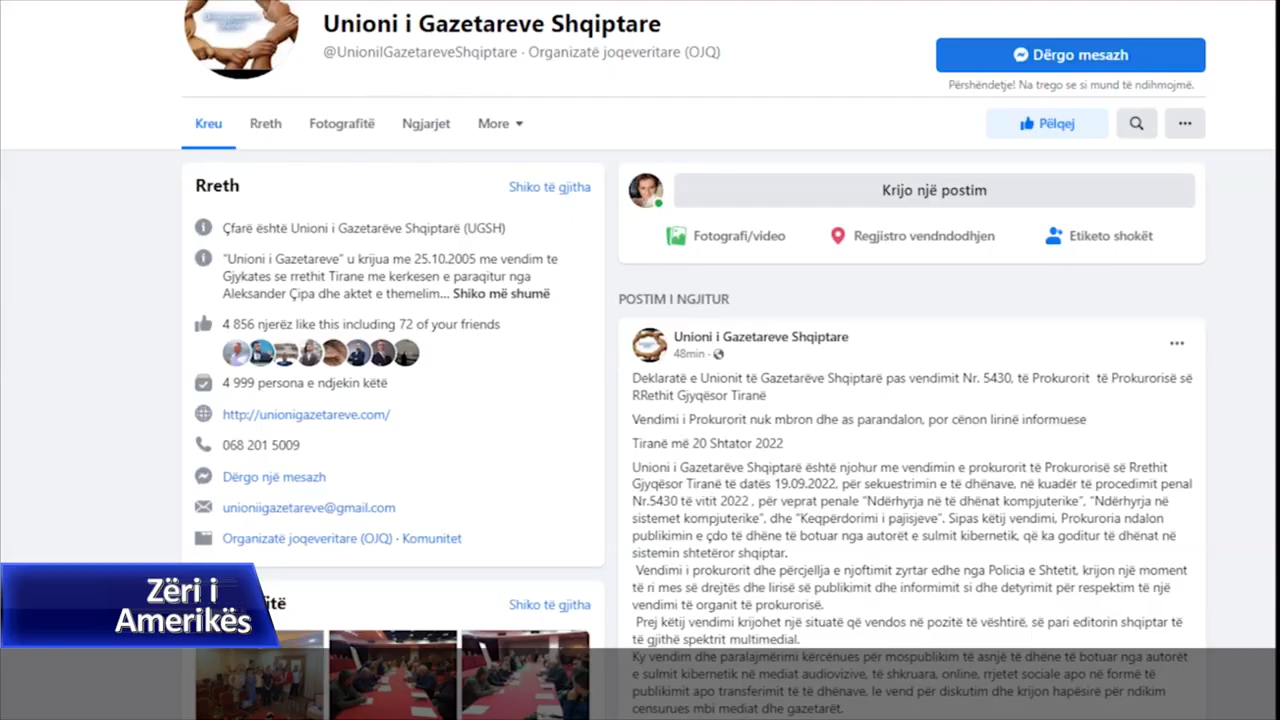 Unioni i Gazetareve Shqiptare
@UnioniIGazetareveShqiptare · Organizatë joqeveritare (OJQ)
Dërgo mesazh
Përshëndetje! Na trego se si mund të ndihmojmë.
Kreu
Rreth
Fotografitë
Ngjarjet
More
Pëlqej
Rreth
Shiko të gjitha
Çfarë është Unioni i Gazetarëve Shqiptarë (UGSH)
"Unioni i Gazetareve" u krijua me 25.10.2005 me vendim te
Gjykates se rrethit Tirane me kerkesen e paraqitur nga
Aleksander Çipa dhe aktet e themelim... Shiko më shumë
4 856 njerëz like this including 72 of your friends
4 999 persona e ndjekin këtë
http://unionigazetareve.com/
068 201 5009
Dërgo një mesazh
unioniigazetareve@gmail.com
Organizatë joqeveritare (OJQ) · Komunitet
itë
Shiko të gjitha
Krijo një postim
Fotografi/video
Regjistro vendndodhjen
Etiketo shokët
POSTIM I NGJITUR
Unioni i Gazetareve Shqiptare
48min ·
Deklaratë e Unionit të Gazetarëve Shqiptarë pas vendimit Nr. 5430, të Prokurorit të Prokurorisë së
RRethit Gjyqësor Tiranë
Vendimi i Prokurorit nuk mbron dhe as parandalon, por cënon lirinë informuese
Tiranë më 20 Shtator 2022
Unioni i Gazetarëve Shqiptarë është njohur me vendimin e prokurorit të Prokurorisë së Rrethit
Gjyqësor Tiranë të datës 19.09.2022, për sekuestrimin e të dhënave, në kuadër të procedimit penal
Nr.5430 të vitit 2022 , për veprat penale "Ndërhyrja në të dhënat kompjuterike", "Ndërhyrja në
sistemet kompjuterike", dhe "Keqpërdorimi i pajisjeve". Sipas këtij vendimi, Prokuroria ndalon
publikimin e çdo të dhëne të botuar nga autorët e sulmit kibernetik, që ka goditur të dhënat në
sistemin shtetëror shqiptar.
Vendimi i prokurorit dhe përcjellja e njoftimit zyrtar edhe nga Policia e Shtetit, krijon një moment
të ri mes së drejtës dhe lirisë së publikimit dhe informimit si dhe detyrimit për respektim të një
vendimi të organit të prokurorisë.
Prej këtij vendimi krijohet një situatë që vendos në pozitë të vështirë, së pari editorin shqiptar të
të gjithë spektrit multimedial.
Ky vendim dhe paralajmërimi kërcënues për mospublikim të asnjë të dhëne të botuar nga autorët
e sulmit kibernetik në mediat audiovizive, të shkruara, online, rrjetet sociale apo në formë të
publikimit apo transferimit të të dhënave, le vend për diskutim dhe krijon hapësirë për ndikim
censurues mbi mediat dhe gazetarët.
Zëri i
Amerikës